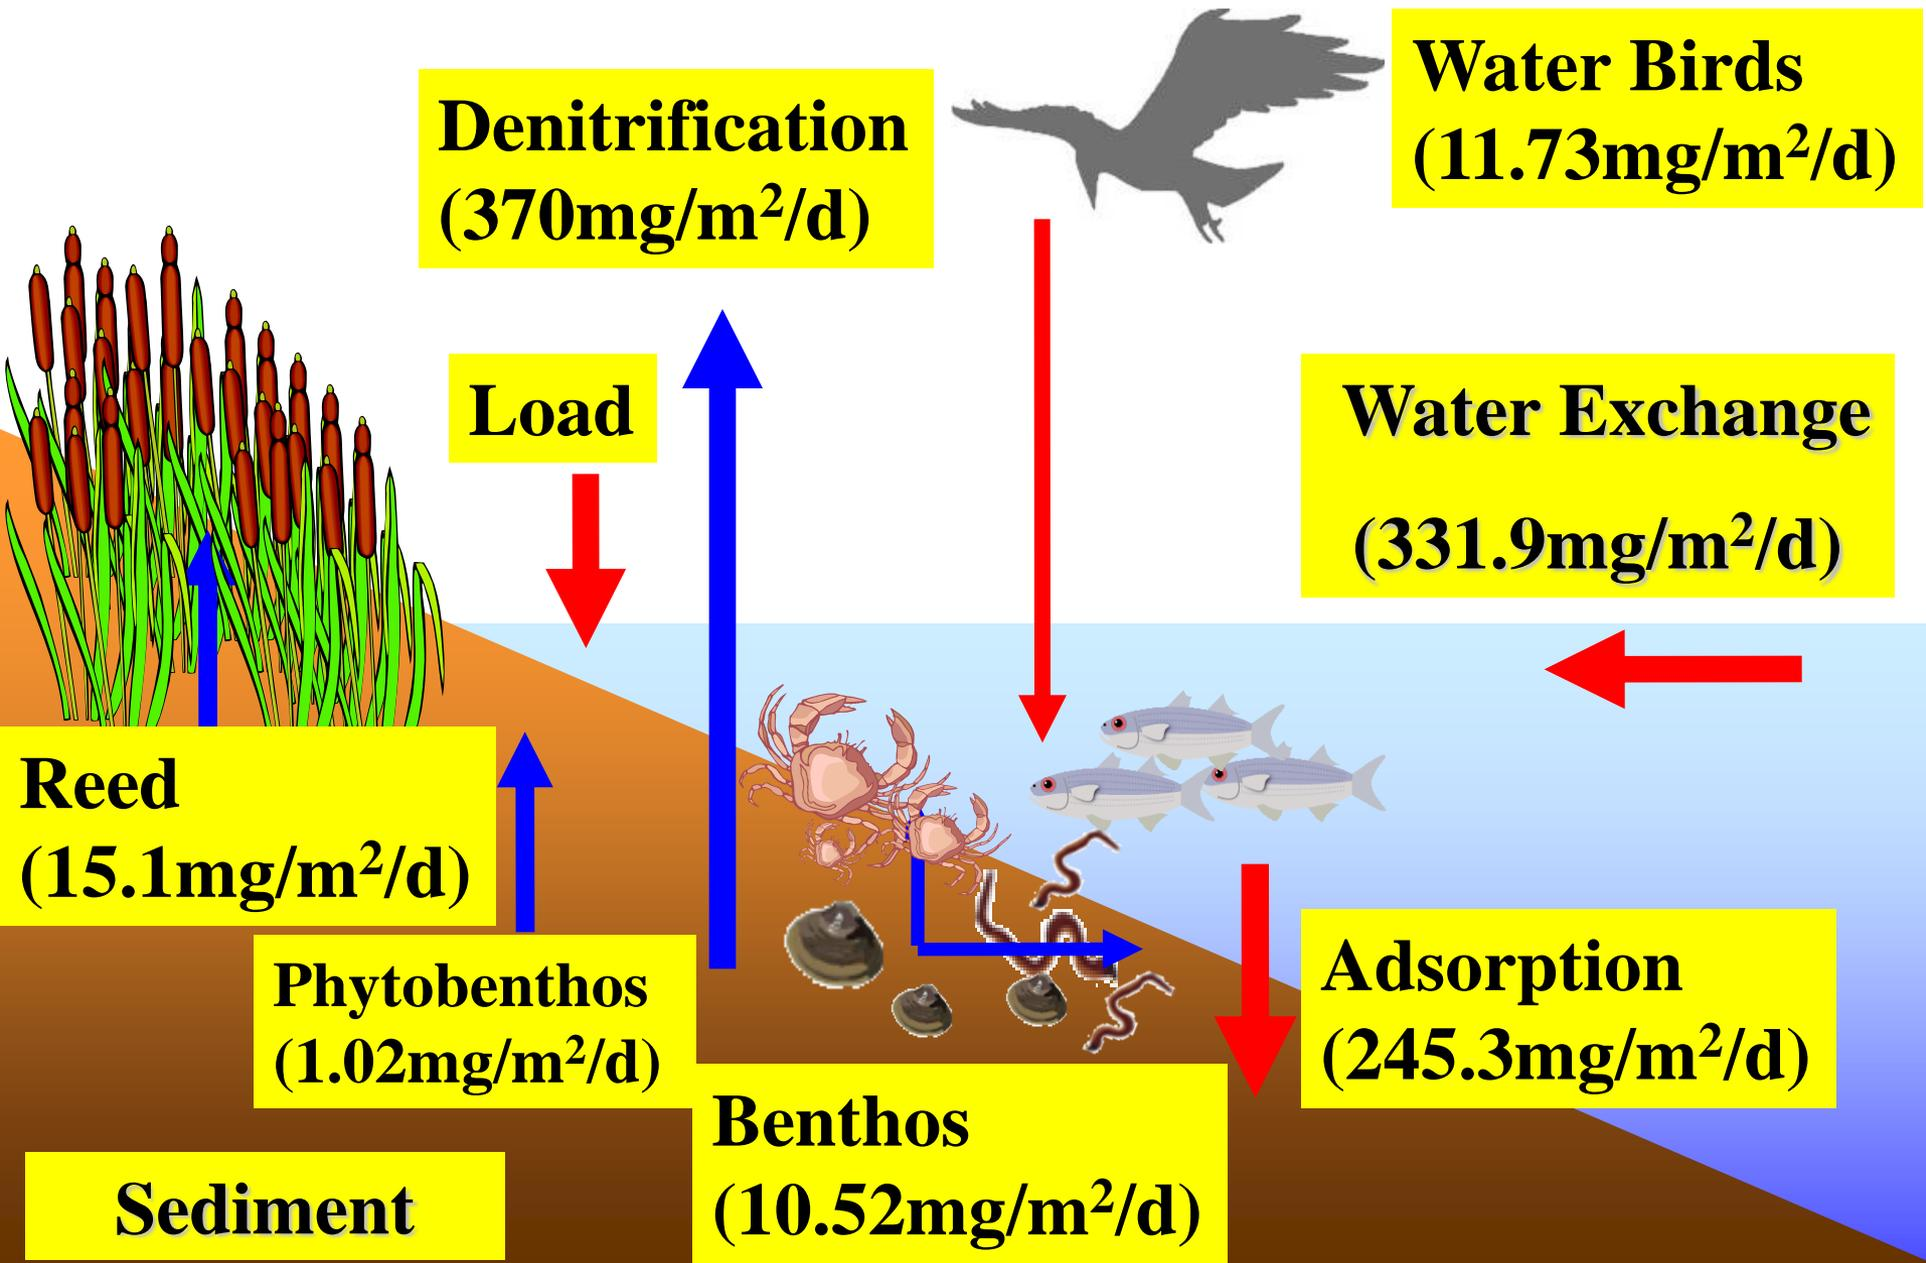 Denitrification
(370mg/m²/d)
Water Birds
(11.73mg/m²/d)
Load
Water Exchange
(331.9mg/m²/d)
Reed
(15.1mg/m²/d)
Phytobenthos
(1.02mg/m²/d)
Adsorption
(245.3mg/m²/d)
Benthos
(10.52mg/m²/d)
Sediment